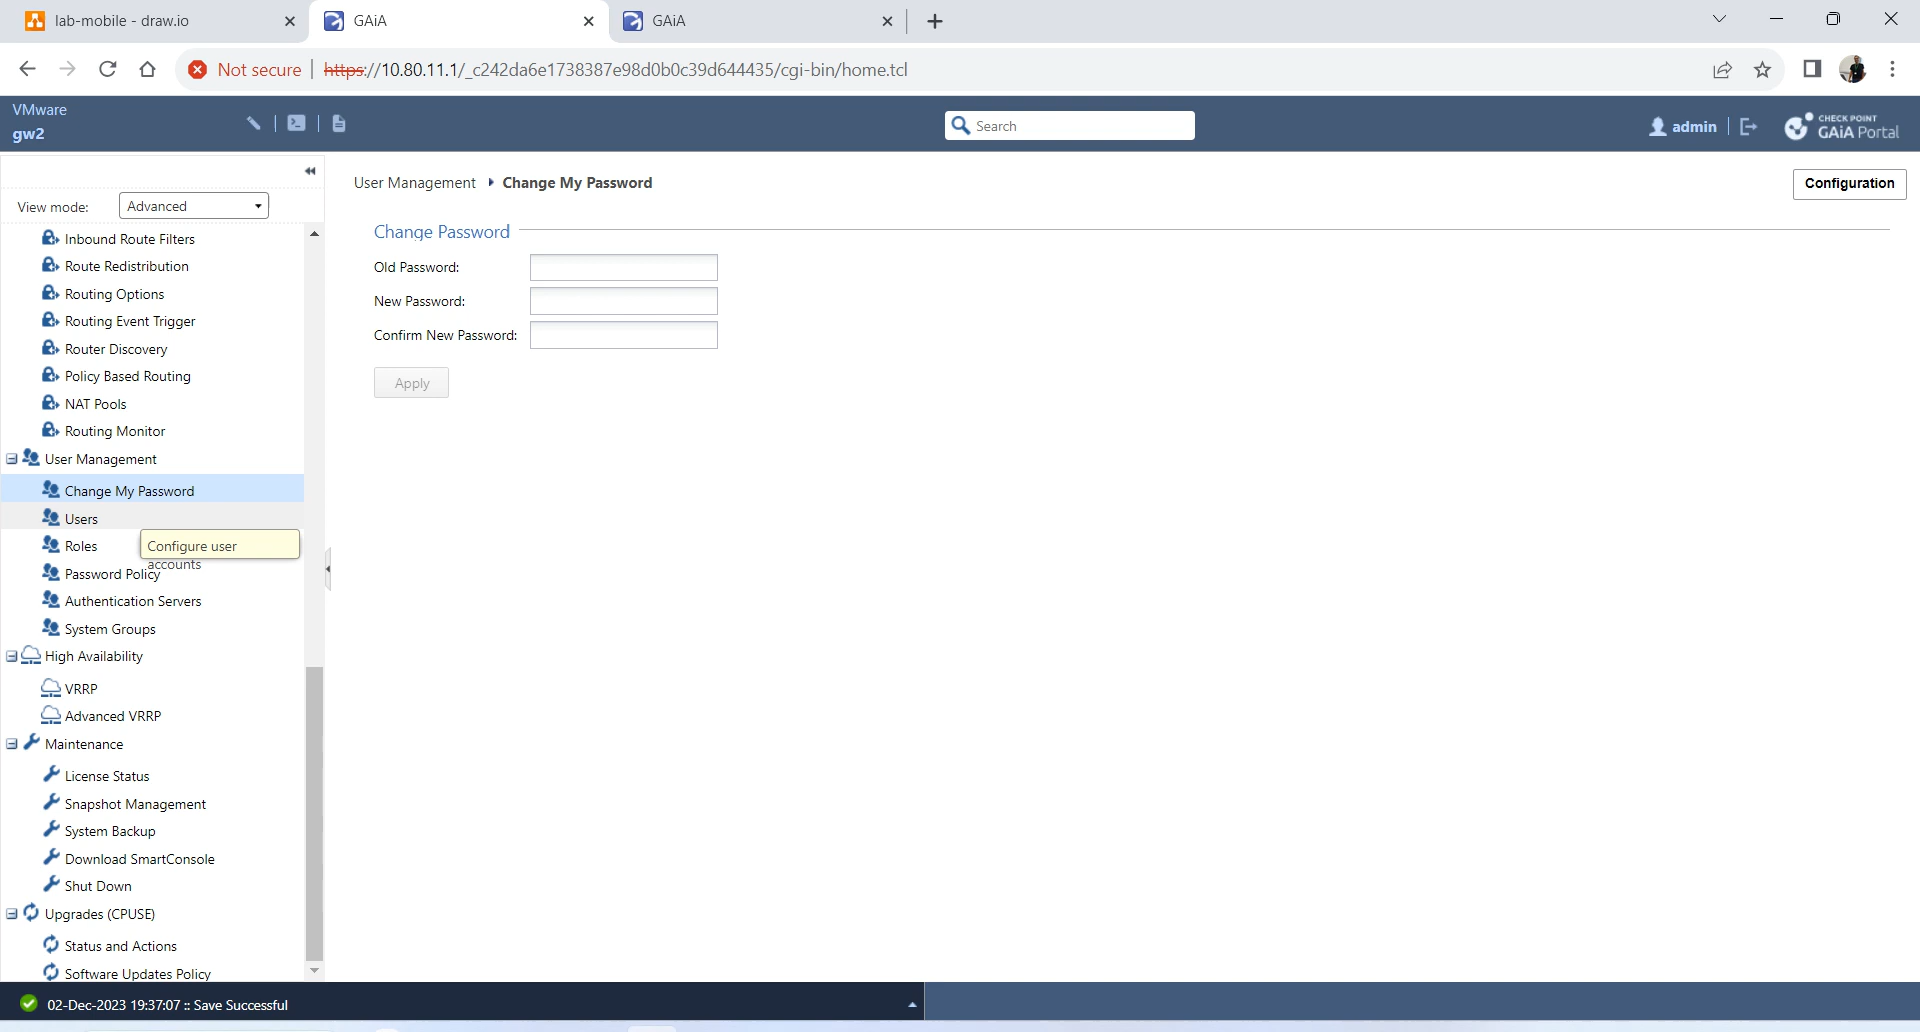 lab-mobile - draw.io
GAiA
GAiA
Not secure
https://10.80.11.1/_c242da6e1738387e98d0b0c39d644435/cgi-bin/home.tcl
VMware
gw2
Search
admin
CHECK POINT
GAiA Portal
View mode:
Advanced
User Management
Change My Password
Configuration
Inbound Route Filters
Route Redistribution
Routing Options
Routing Event Trigger
Router Discovery
Policy Based Routing
NAT Pools
Routing Monitor
User Management
Change My Password
Users
Roles
Configure user
accounts
Password Policy
Authentication Servers
System Groups
High Availability
VRRP
Advanced VRRP
Maintenance
License Status
Snapshot Management
System Backup
Download SmartConsole
Shut Down
Upgrades (CPUSE)
Status and Actions
Software Updates Policy
Change Password
Old Password:
New Password:
Confirm New Password:
Apply
02-Dec-2023 19:37:07 :: Save Successful